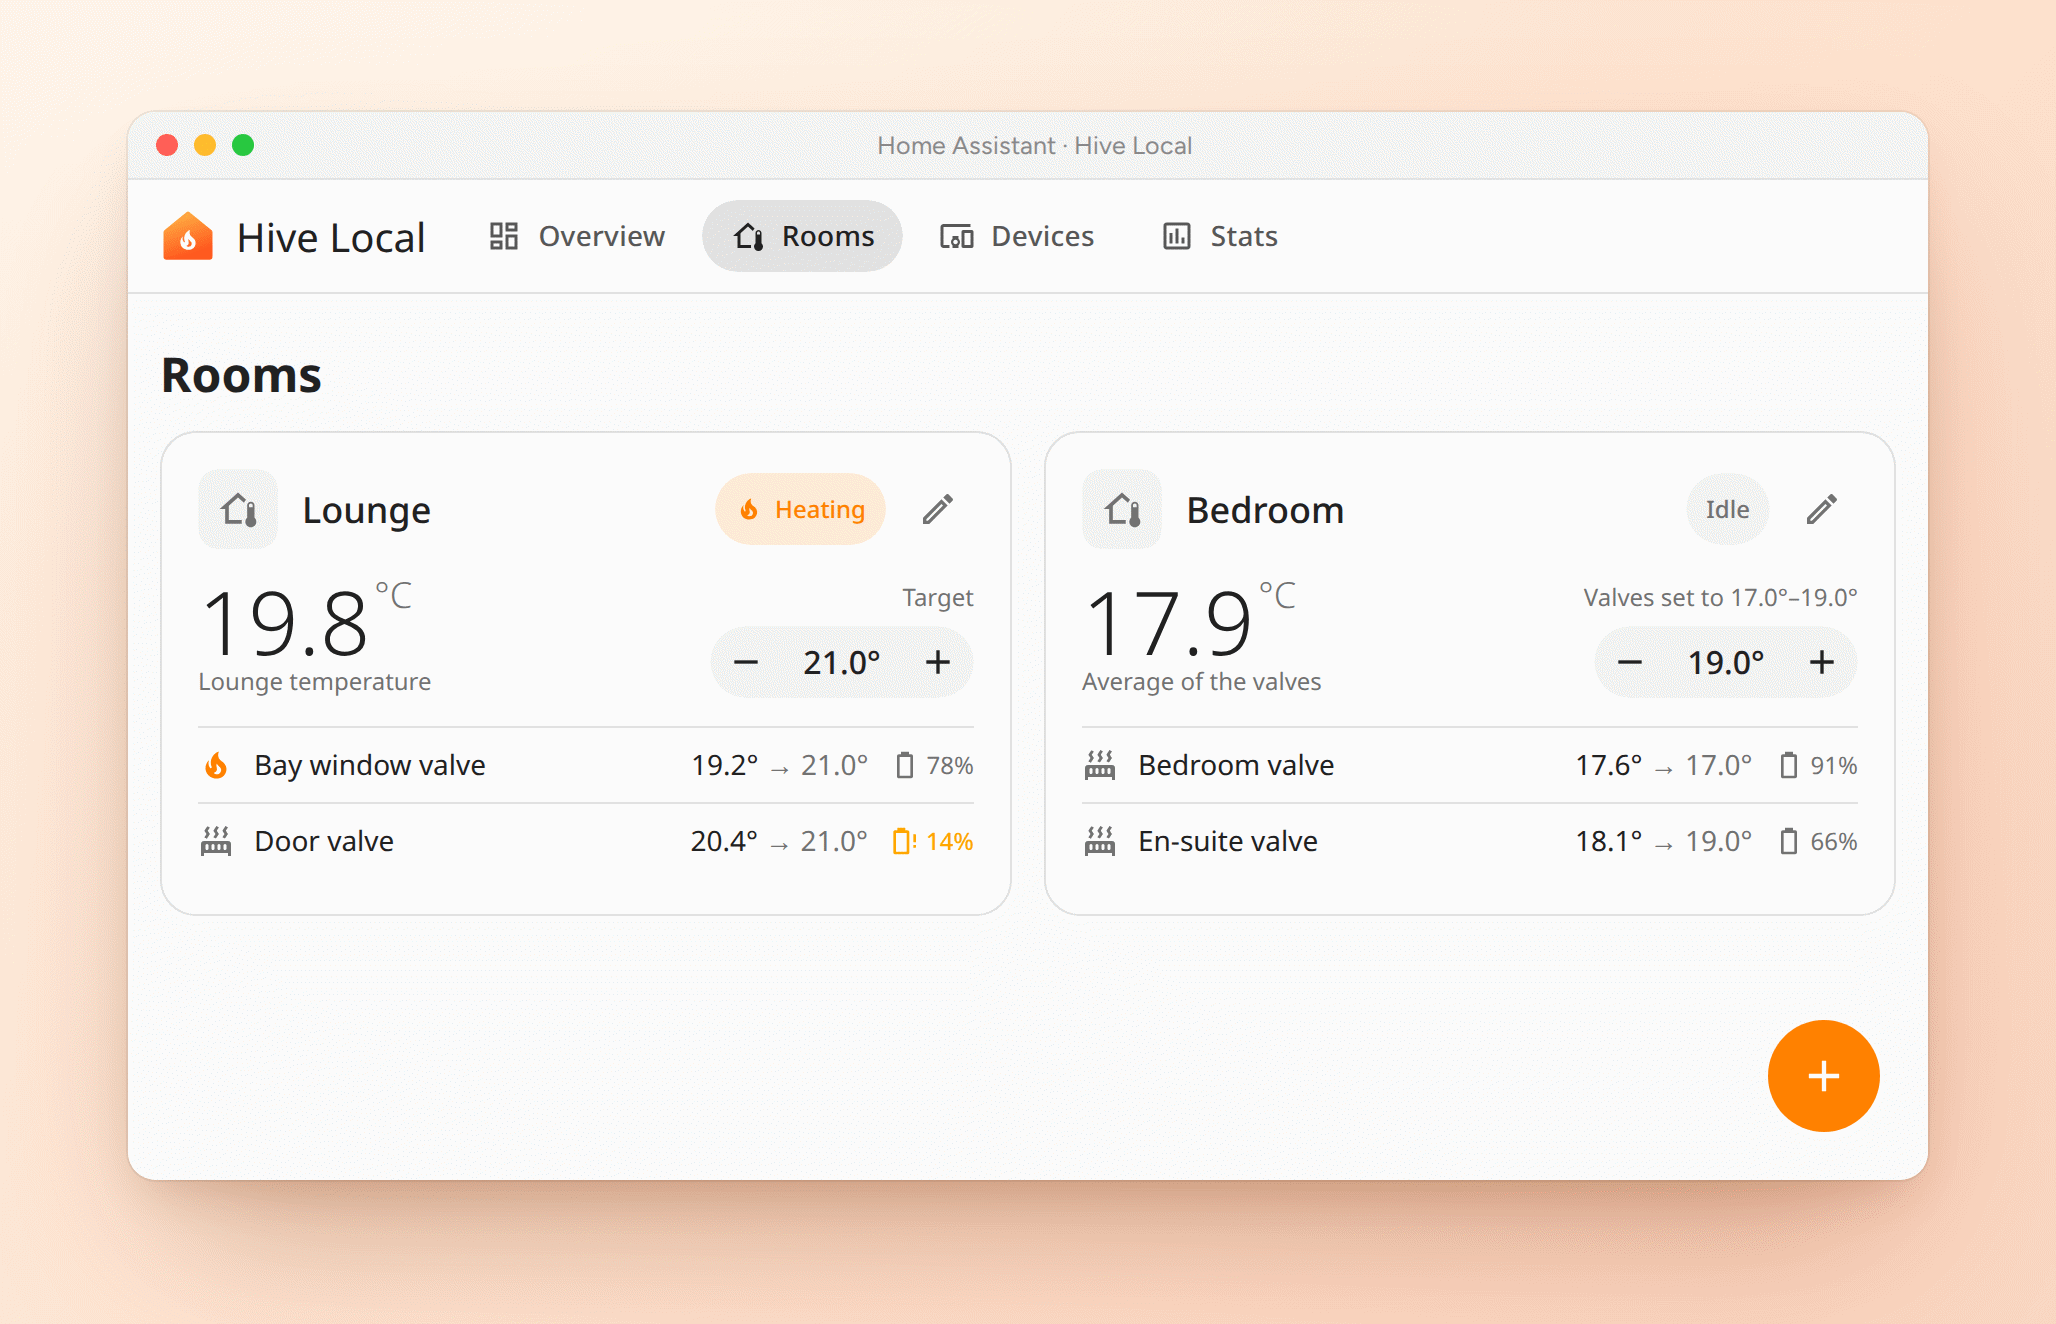 Home Assistant · Hive Local
Hive Local
Overview
Rooms
Devices
Stats
Rooms
Lounge
Heating
19.8 °C
Lounge temperature
Target
− 21.0° +
Bay window valve 19.2° → 21.0° 78%
Door valve 20.4° → 21.0° 14%
Bedroom
Idle
17.9 °C
Average of the valves
Valves set to 17.0°–19.0°
− 19.0° +
Bedroom valve 17.6° → 17.0° 91%
En-suite valve 18.1° → 19.0° 66%
+